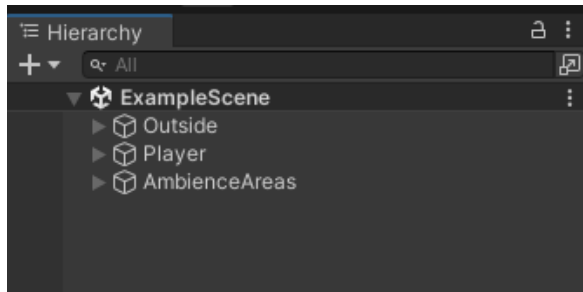 Hierarchy
All
ExampleScene
Outside
Player
AmbienceAreas